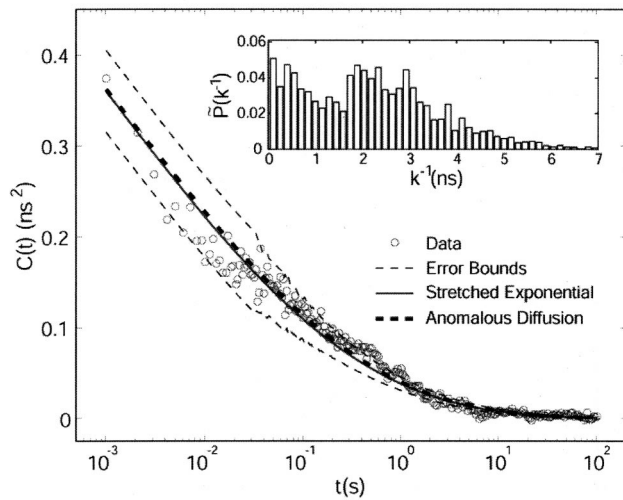 0.06
0.04
0.02
0
P̃(k⁻¹)
0 1 2 3 4 5 6 7
k⁻¹(ns)
0.4
0.3
0.2
0.1
0
C(t) (ns²)
Data
Error Bounds
Stretched Exponential
Anomalous Diffusion
10⁻³ 10⁻² 10⁻¹ 10⁰ 10¹ 10²
t(s)